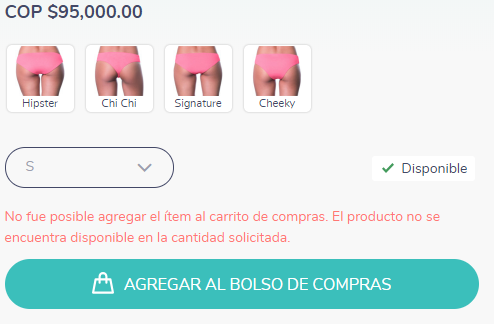 COP $95,000.00
Hipster
Chi Chi
Signature
Cheeky
S
Disponible
No fue posible agregar el ítem al carrito de compras. El producto no se
encuentra disponible en la cantidad solicitada.
AGREGAR AL BOLSO DE COMPRAS